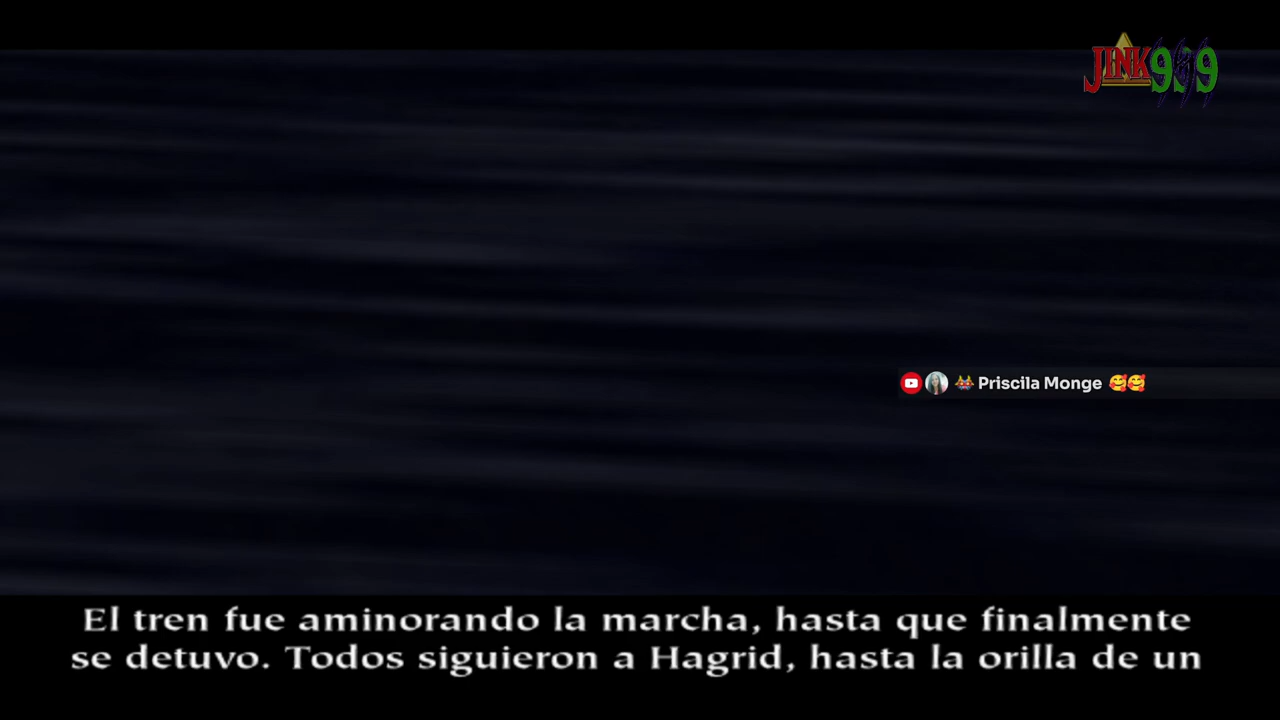 JINK999
Priscila Monge
El tren fue aminorando la marcha, hasta que finalmente
se detuvo. Todos siguieron a Hagrid, hasta la orilla de un